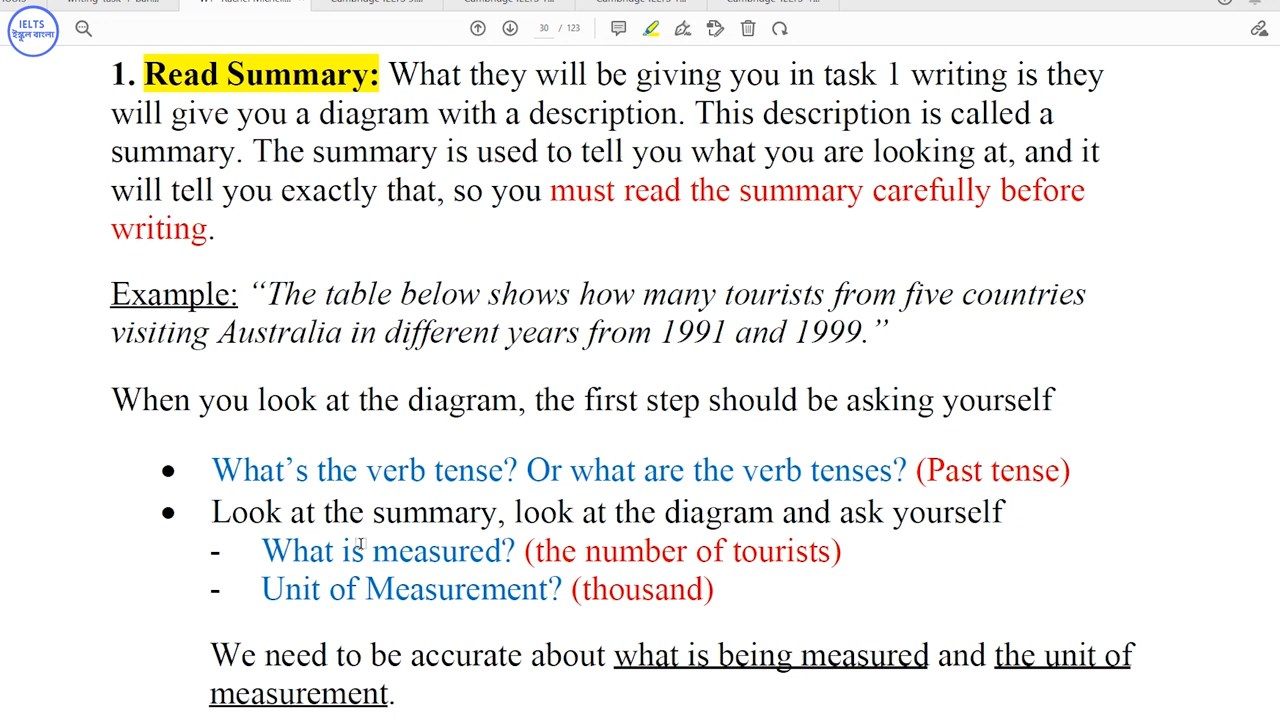 IELTS
ইস্কুল বাংলা
30 / 123
1. Read Summary: What they will be giving you in task 1 writing is they
will give you a diagram with a description. This description is called a
summary. The summary is used to tell you what you are looking at, and it
will tell you exactly that, so you must read the summary carefully before
writing.
Example: “The table below shows how many tourists from five countries
visiting Australia in different years from 1991 and 1999.”
When you look at the diagram, the first step should be asking yourself
• What’s the verb tense? Or what are the verb tenses? (Past tense)
• Look at the summary, look at the diagram and ask yourself
- What is measured? (the number of tourists)
- Unit of Measurement? (thousand)
We need to be accurate about what is being measured and the unit of
measurement.